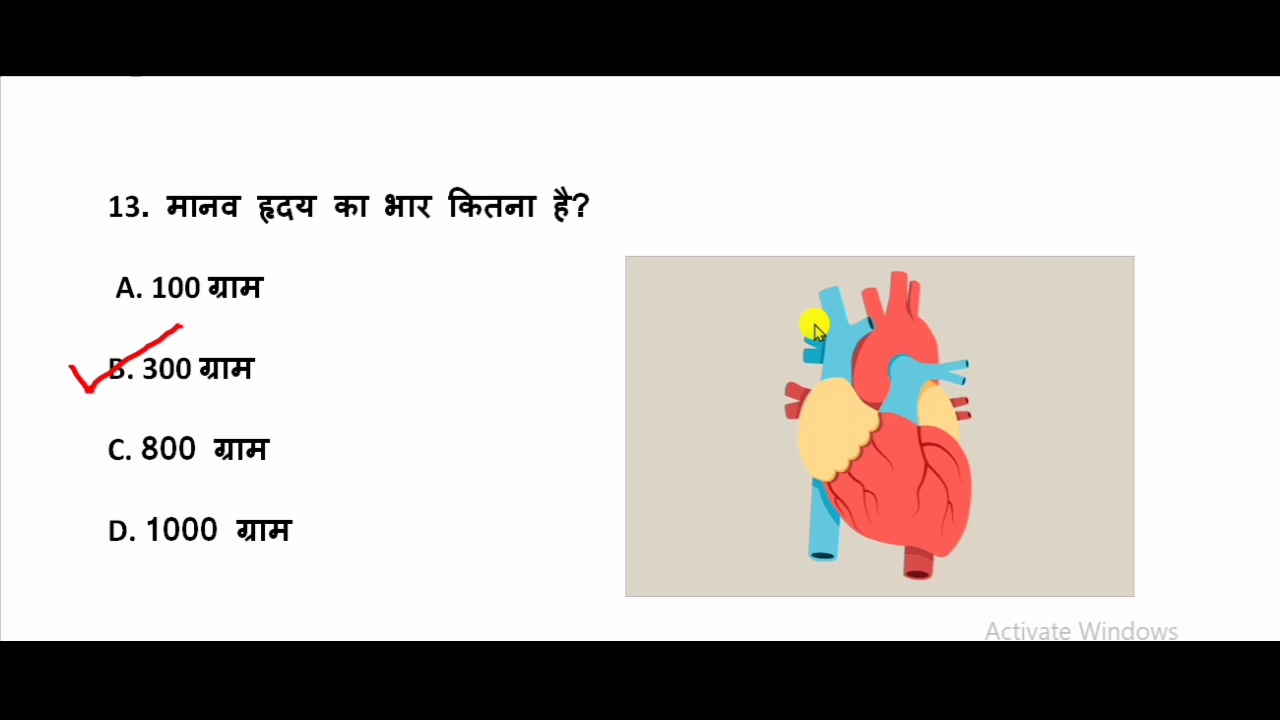 13. मानव हृदय का भार कितना है?
A. 100 ग्राम
B. 300 ग्राम
C. 800 ग्राम
D. 1000 ग्राम
Activate Windows